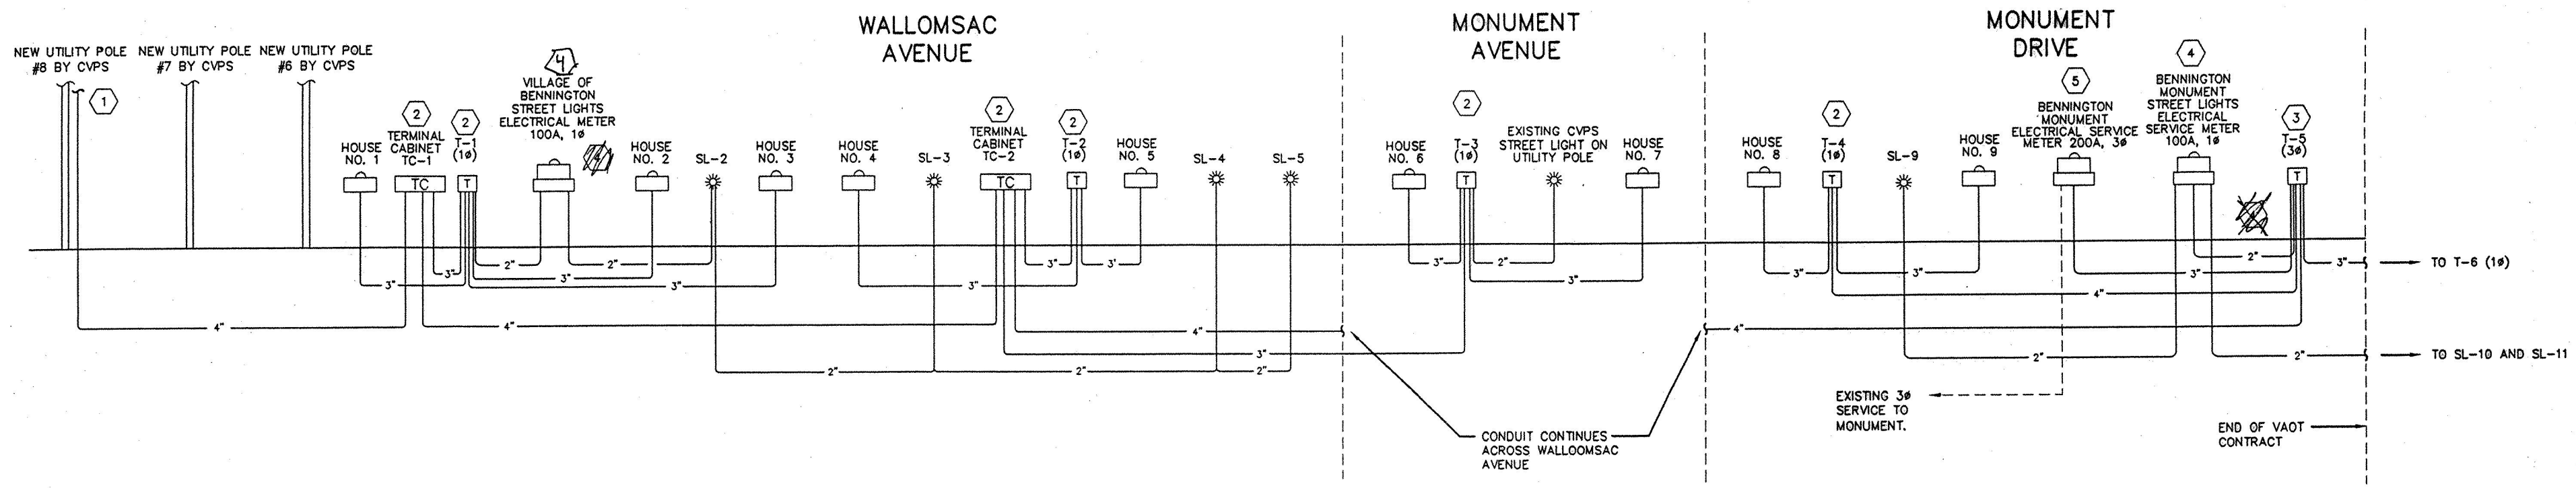 WALLOMSAC
AVENUE
MONUMENT
AVENUE
MONUMENT
DRIVE
NEW UTILITY POLE
#8 BY CVPS
NEW UTILITY POLE
#7 BY CVPS
NEW UTILITY POLE
#6 BY CVPS
1
HOUSE
NO. 1
2
TERMINAL
CABINET
TC-1
TC
2
T-1
(1ø)
T
4
VILLAGE OF
BENNINGTON
STREET LIGHTS
ELECTRICAL METER
100A, 1ø
HOUSE
NO. 2
SL-2
HOUSE
NO. 3
HOUSE
NO. 4
SL-3
2
TERMINAL
CABINET
TC-2
TC
2
T-2
(1ø)
T
HOUSE
NO. 5
SL-4
SL-5
HOUSE
NO. 6
2
T-3
(1ø)
T
EXISTING CVPS
STREET LIGHT ON
UTILITY POLE
HOUSE
NO. 7
HOUSE
NO. 8
2
T-4
(1ø)
T
SL-9
HOUSE
NO. 9
5
BENNINGTON
MONUMENT
ELECTRICAL SERVICE
METER 200A, 3ø
4
BENNINGTON
MONUMENT
STREET LIGHTS
ELECTRICAL
SERVICE METER
100A, 1ø
3
T-5
(3ø)
T
3"
2"
2"
3"
3"
3"
3"
3'
3"
3"
2"
3"
3"
3"
2"
3"
3"
TO T-6 (1ø)
4"
4"
4"
4"
4"
3"
2"
2"
2"
2"
2"
TO SL-10 AND SL-11
EXISTING 3ø
SERVICE TO
MONUMENT.
CONDUIT CONTINUES
ACROSS WALLOOMSAC
AVENUE
END OF VAOT
CONTRACT